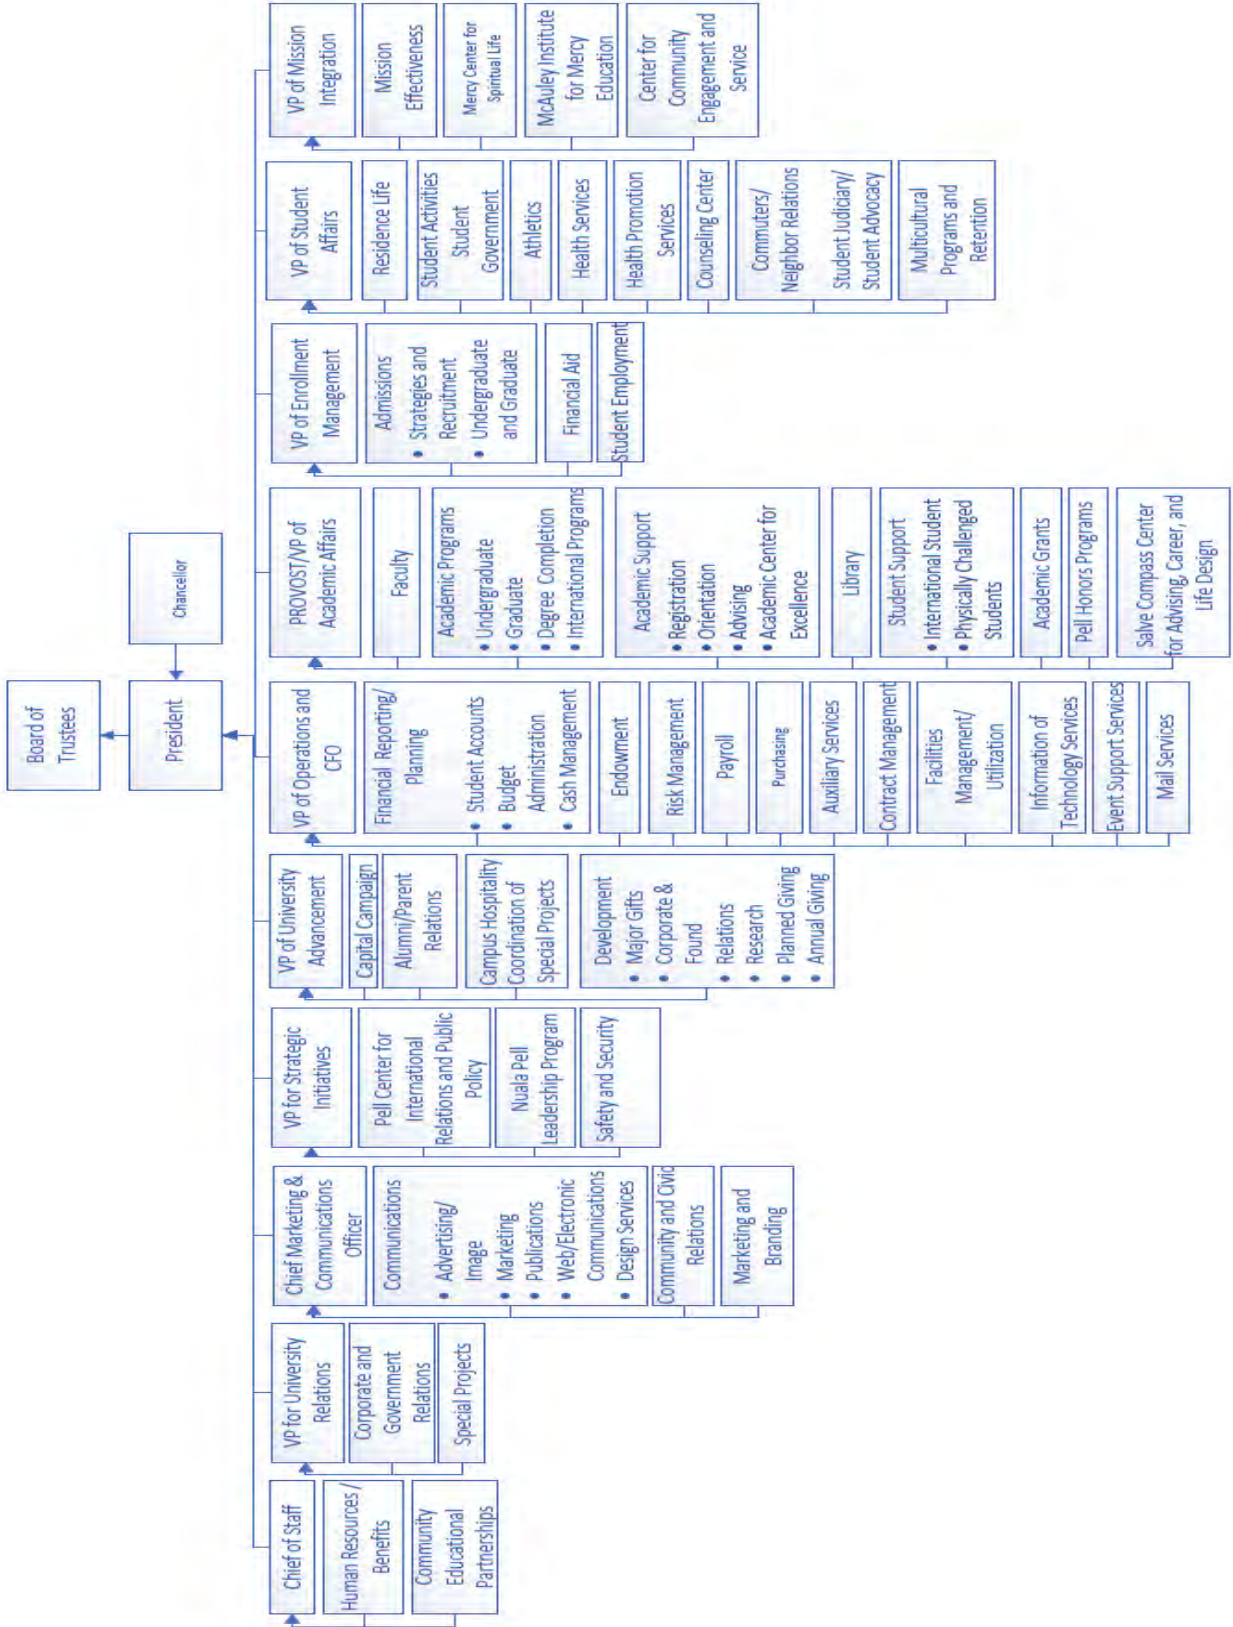 Board of
Trustees
President
Chancellor
Chief of Staff
Human Resources /
Benefits
Community
Educational
Partnerships
VP for University
Relations
Corporate and
Government
Relations
Special Projects
Chief Marketing &
Communications
Officer
Communications
• Advertising/
Image
• Marketing
• Publications
• Web/Electronic
Communications
• Design Services
Community and Civic
Relations
Marketing and
Branding
VP for Strategic
Initiatives
Pell Center for
International
Relations and Public
Policy
Nuala Pell
Leadership Program
Safety and Security
VP of University
Advancement
Capital Campaign
Alumni/Parent
Relations
Campus Hospitality
Coordination of
Special Projects
Development
• Major Gifts
• Corporate &
Found
• Relations
• Research
• Planned Giving
• Annual Giving
VP of Operations and
CFO
Financial Reporting/
Planning
• Student Accounts
• Budget
Administration
• Cash Management
Endowment
Risk Management
Payroll
Purchasing
Auxiliary Services
Contract Management
Facilities
Management/
Utilization
Information of
Technology Services
Event Support Services
Mail Services
PROVOST/VP of
Academic Affairs
Faculty
Academic Programs
• Undergraduate
• Graduate
• Degree Completion
• International Programs
Academic Support
• Registration
• Orientation
• Advising
• Academic Center for
Excellence
Library
Student Support
• International Student
• Physically Challenged
Students
Academic Grants
Pell Honors Programs
Salve Compass Center
for Advising, Career, and
Life Design
VP of Enrollment
Management
Admissions
• Strategies and
Recruitment
• Undergraduate
and Graduate
Financial Aid
Student Employment
VP of Student
Affairs
Residence Life
Student Activities
Student
Government
Athletics
Health Services
Health Promotion
Services
Counseling Center
Commuters/
Neighbor Relations
Student Judiciary/
Student Advocacy
Multicultural
Programs and
Retention
VP of Mission
Integration
Mission
Effectiveness
Mercy Center for
Spiritual Life
McAuley Institute
for Mercy
Education
Center for
Community
Engagement and
Service